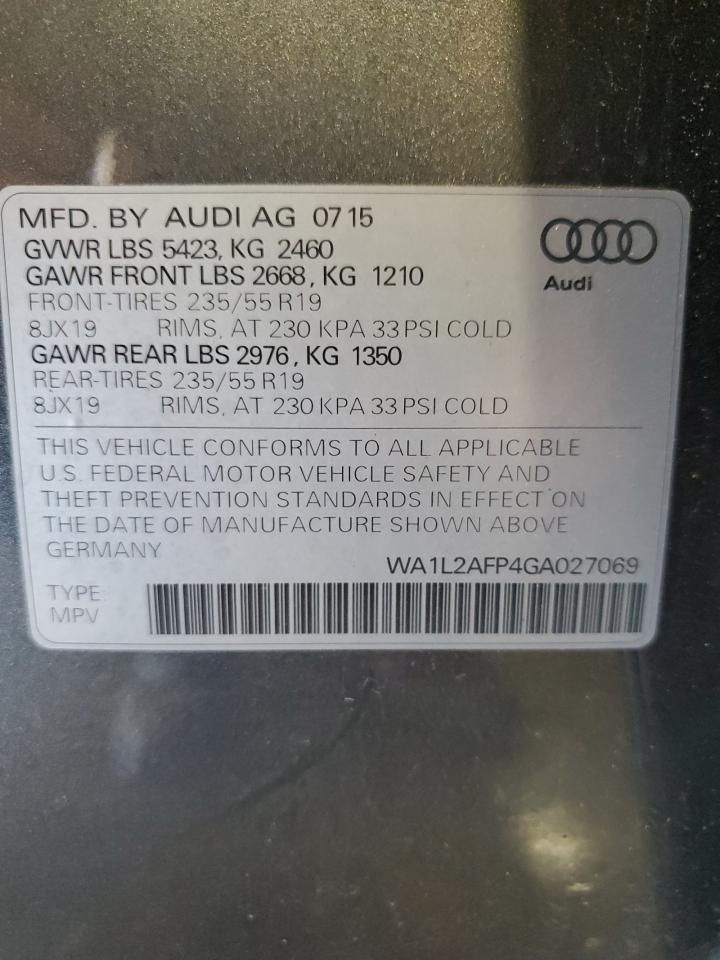 MFD. BY AUDI AG 07 15
GVWR LBS 5423, KG 2460
GAWR FRONT LBS 2668, KG 1210
FRONT-TIRES 235/55 R19
8JX19 RIMS, AT 230 KPA 33 PSI COLD
GAWR REAR LBS 2976, KG 1350
REAR-TIRES 235/55 R19
8JX19 RIMS, AT 230 KPA 33 PSI COLD
Audi
THIS VEHICLE CONFORMS TO ALL APPLICABLE
U.S. FEDERAL MOTOR VEHICLE SAFETY AND
THEFT PREVENTION STANDARDS IN EFFECT ON
THE DATE OF MANUFACTURE SHOWN ABOVE
GERMANY
WA1L2AFP4GA027069
TYPE:
MPV